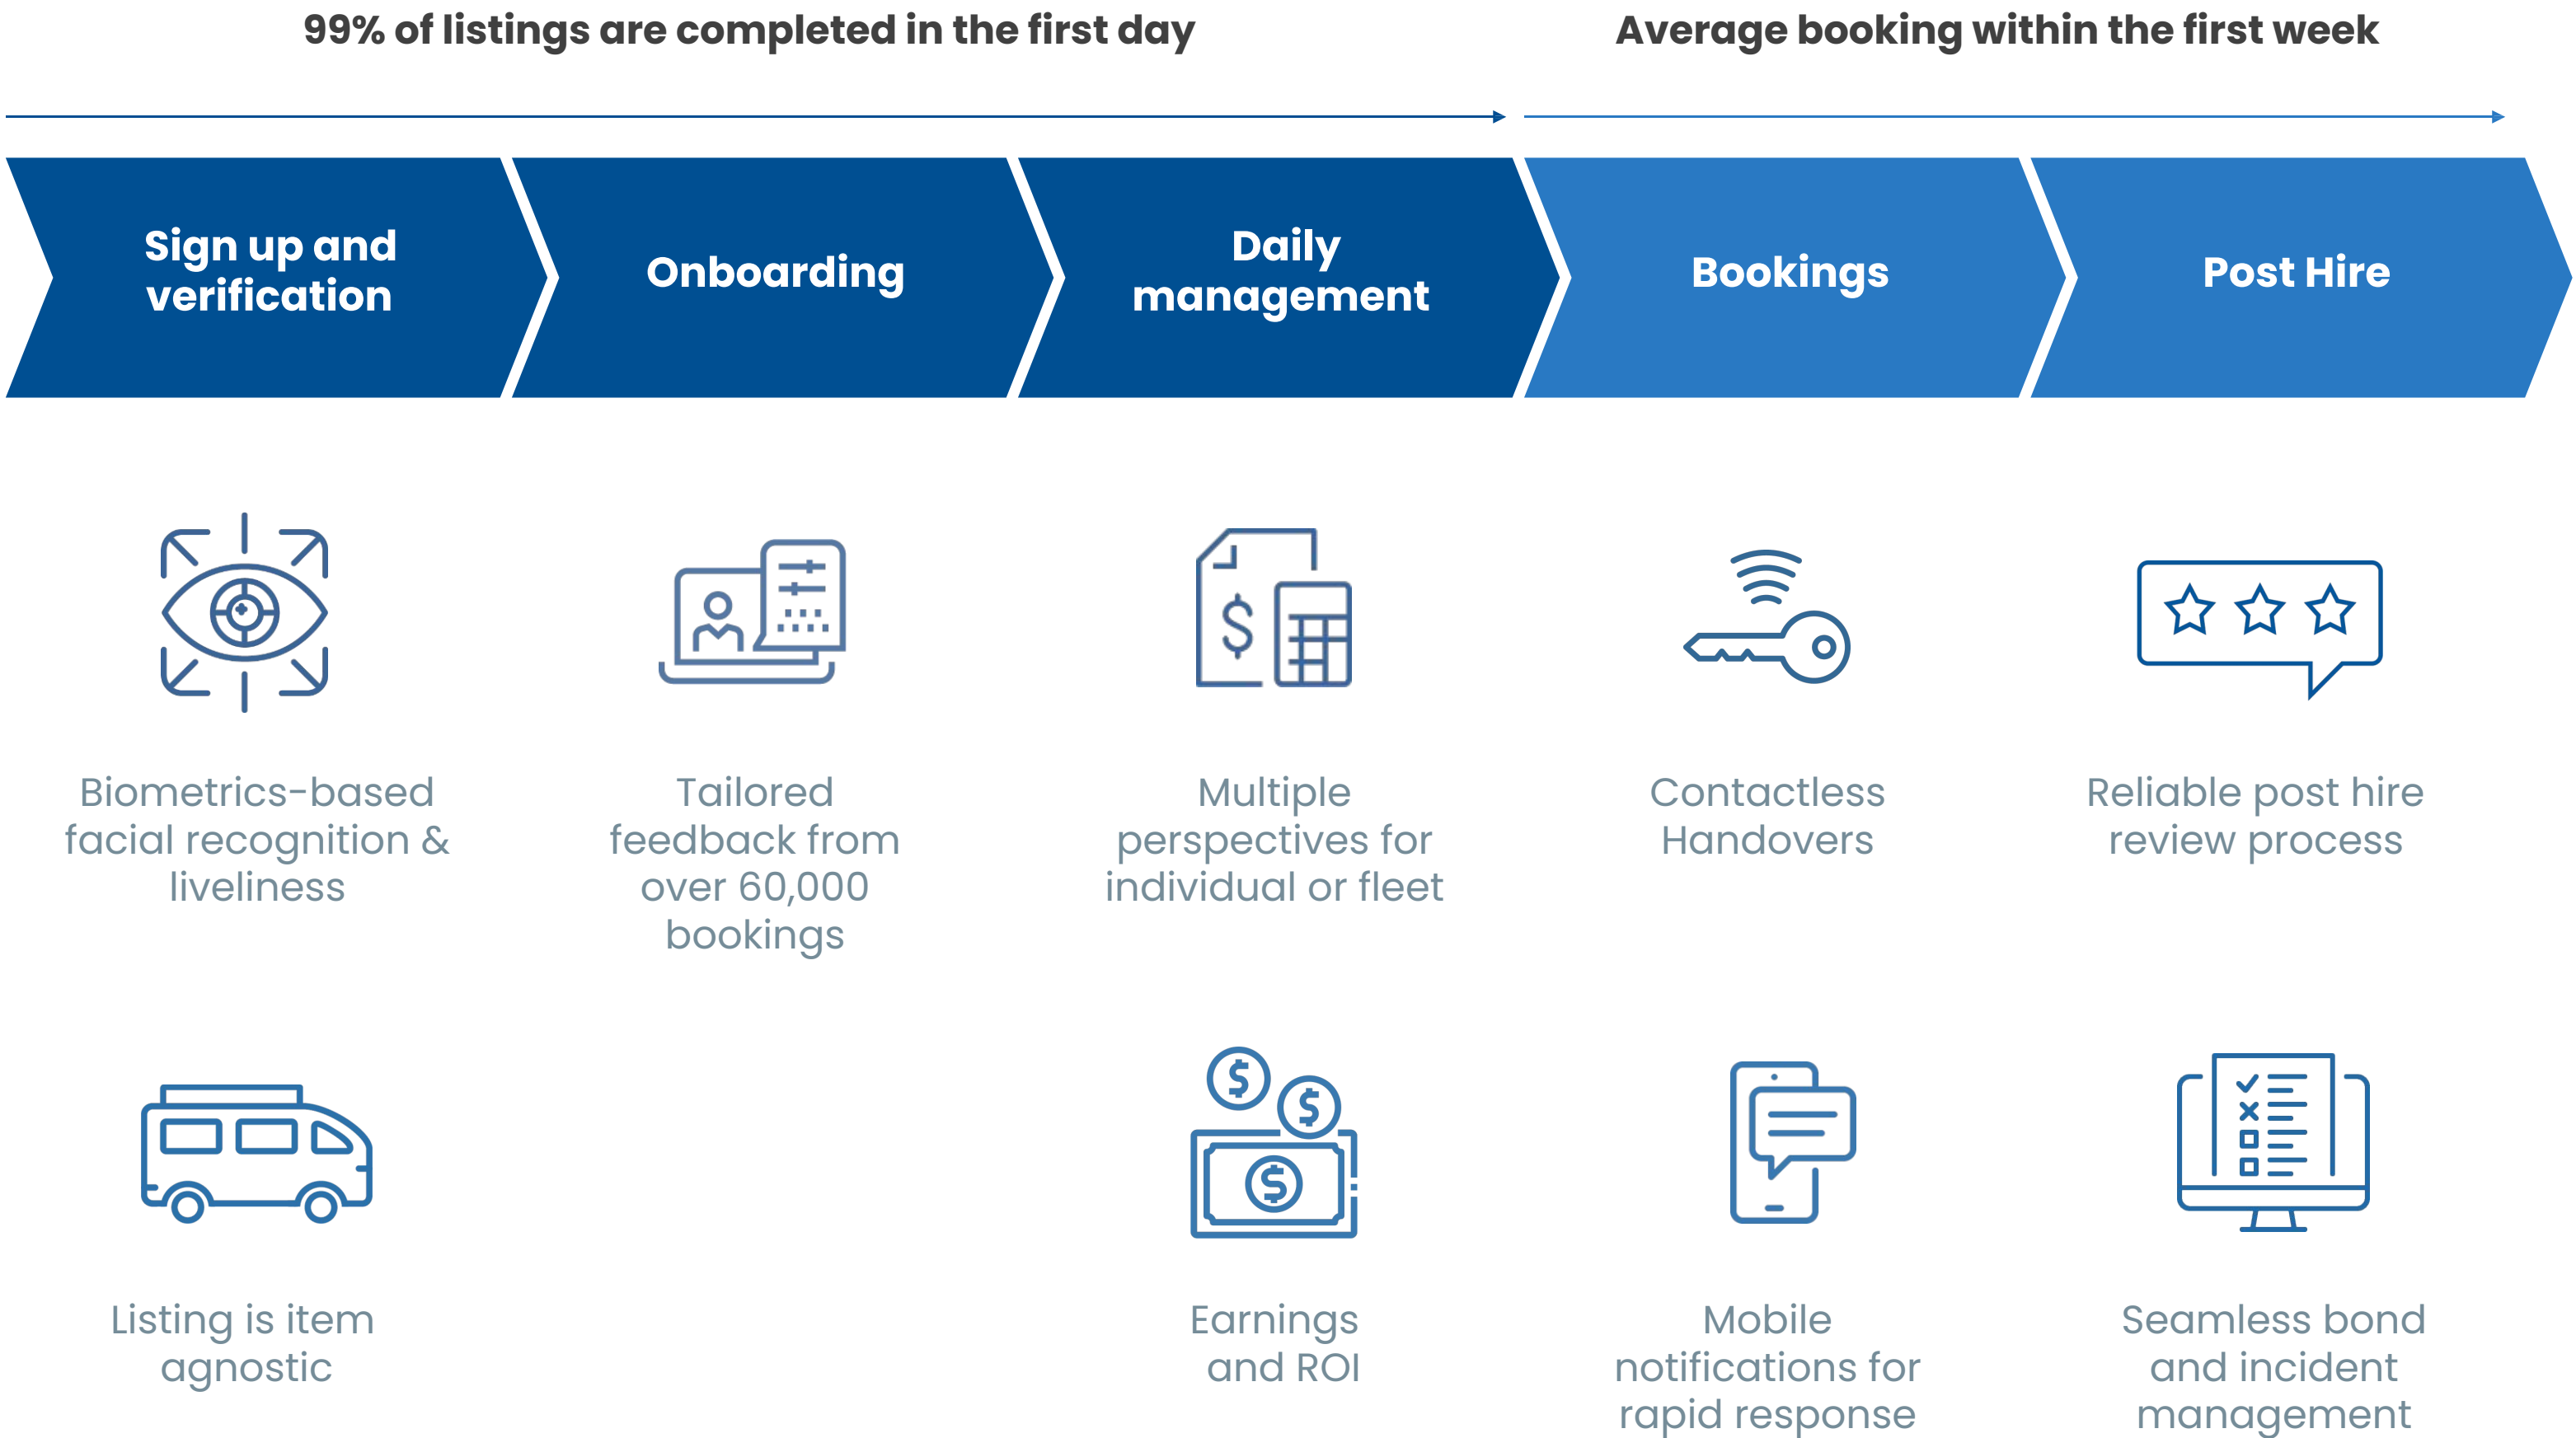 99% of listings are completed in the first day
Average booking within the first week
Sign up and
verification
Onboarding
Daily
management
Bookings
Post Hire
Biometrics-based
facial recognition &
liveliness
Tailored
feedback from
over 60,000
bookings
Multiple
perspectives for
individual or fleet
Contactless
Handovers
Reliable post hire
review process
Listing is item
agnostic
Earnings
and ROI
Mobile
notifications for
rapid response
Seamless bond
and incident
management